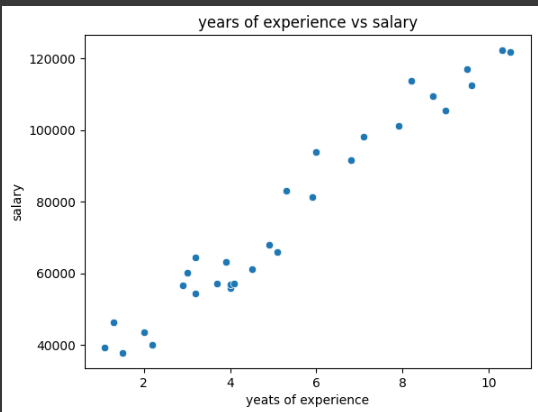 years of experience vs salary
120000
100000
80000
60000
40000
salary
2 4 6 8 10
yeats of experience